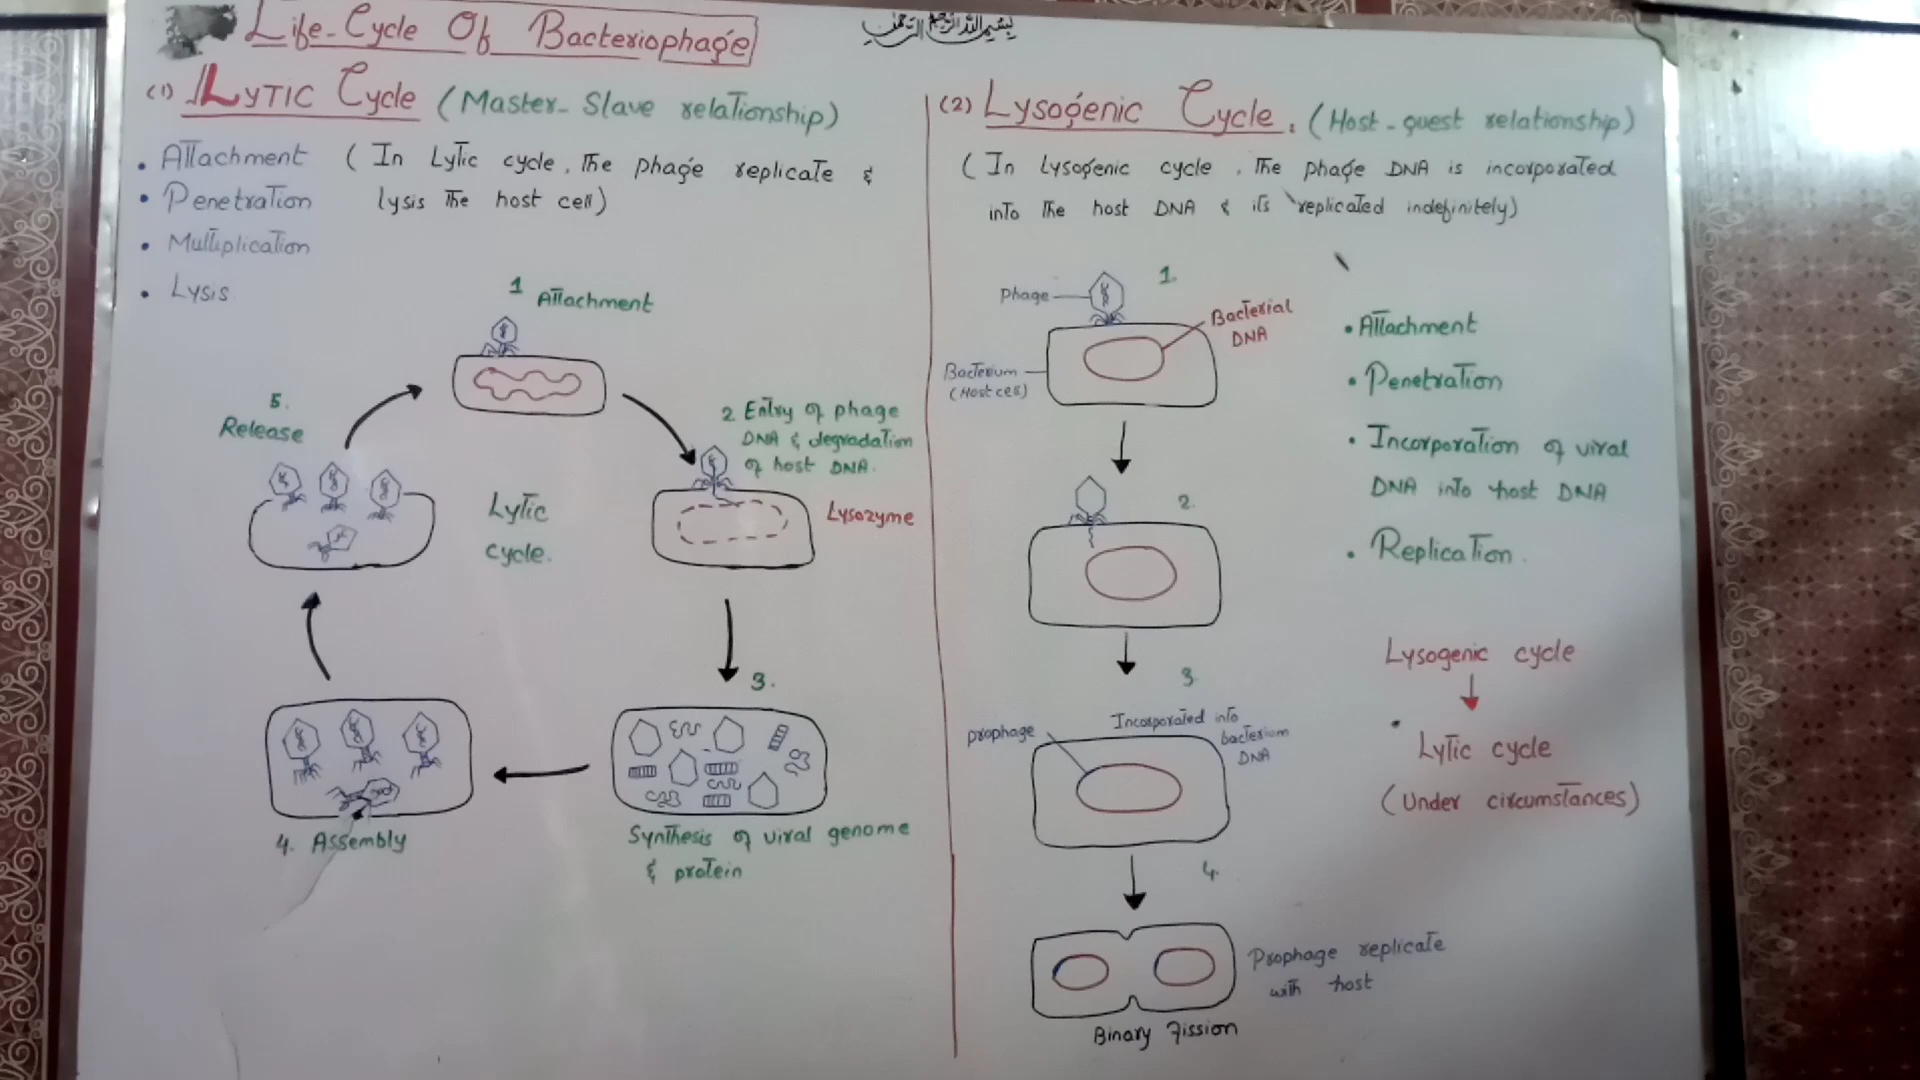 Life-Cycle Of Bacteriophage
بسم الله الرحمن الرحيم
(1) Lytic Cycle (Master-Slave relationship)
• Attachment
• Penetration
• Multiplication
• Lysis
(In Lytic cycle, The phage replicate &
lysis The host cell)
1 Attachment
2 Entry of phage
DNA & degradation
of host DNA.
Lysozyme
3.
Synthesis of viral genome
& protein
4. Assembly
5.
Release
Lytic
cycle.
(2) Lysogenic Cycle. (Host-guest relationship)
(In lysogenic cycle, The phage DNA is incorporated
into The host DNA & its replicated indefinitely)
1.
Phage
Bacterial
DNA
Bacterium
(Host cell)
2.
3.
prophage
Incorporated into
bacterium
DNA
4.
Prophage replicate
with host
Binary Fission
• Attachment
• Penetration
• Incorporation of viral
DNA into host DNA
• Replication.
Lysogenic cycle
Lytic cycle
(Under circumstances)